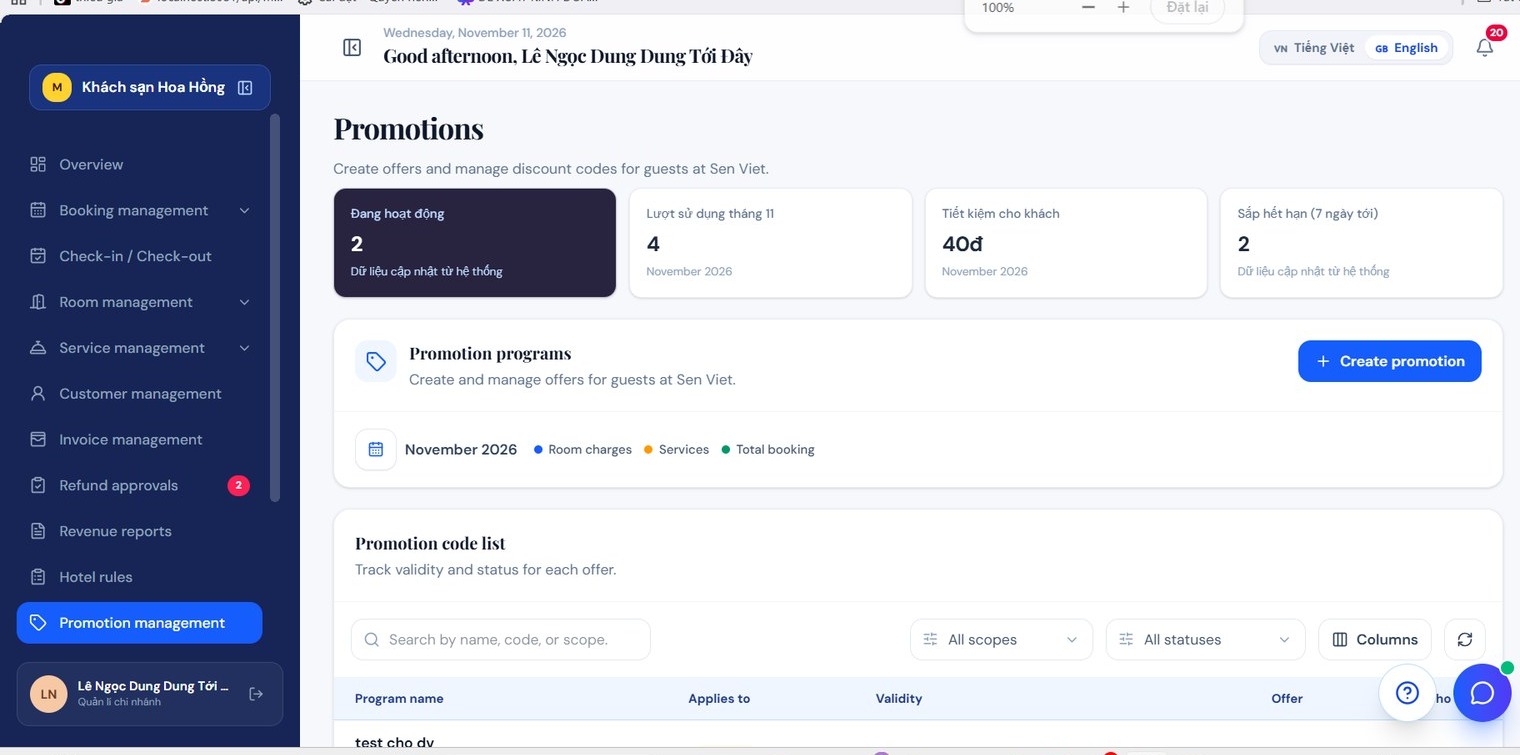 100%
Đặt lại
Wednesday, November 11, 2026
Good afternoon, Lê Ngọc Dung Dung Tới Đây
VN Tiếng Việt
GB English
20
M
Khách sạn Hoa Hồng
Overview
Booking management
Check-in / Check-out
Room management
Service management
Customer management
Invoice management
Refund approvals
2
Revenue reports
Hotel rules
Promotion management
LN
Lê Ngọc Dung Dung Tới ...
Quản lí chi nhánh
Promotions
Create offers and manage discount codes for guests at Sen Viet.
Đang hoạt động
2
Dữ liệu cập nhật từ hệ thống
Lượt sử dụng tháng 11
4
November 2026
Tiết kiệm cho khách
40đ
November 2026
Sắp hết hạn (7 ngày tới)
2
Dữ liệu cập nhật từ hệ thống
Promotion programs
Create and manage offers for guests at Sen Viet.
Create promotion
November 2026
Room charges
Services
Total booking
Promotion code list
Track validity and status for each offer.
Search by name, code, or scope.
All scopes
All statuses
Columns
Program name
Applies to
Validity
Offer
test cho dv